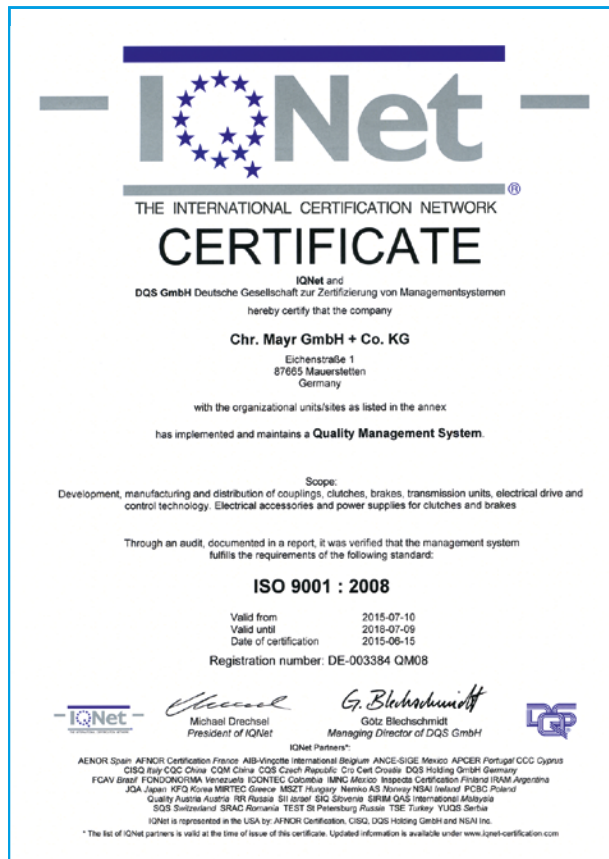 IQNet
®
THE INTERNATIONAL CERTIFICATION NETWORK
CERTIFICATE
IQNet and
DQS GmbH Deutsche Gesellschaft zur Zertifizierung von Managementsystemen
hereby certify that the company
Chr. Mayr GmbH + Co. KG
Eichenstraße 1
87665 Mauerstetten
Germany
with the organizational units/sites as listed in the annex
has implemented and maintains a Quality Management System.
Scope:
Development, manufacturing and distribution of couplings, clutches, brakes, transmission units, electrical drive and
control technology. Electrical accessories and power supplies for clutches and brakes
Through an audit, documented in a report, it was verified that the management system
fulfills the requirements of the following standard:
ISO 9001 : 2008
Valid from 2015-07-10
Valid until 2018-07-09
Date of certification 2015-06-15
Registration number: DE-003384 QM08
IQNet
G. Blechschmidt
DQS
Michael Drechsel
President of IQNet
Götz Blechschmidt
Managing Director of DQS GmbH
IQNet Partners*:
AENOR Spain AFNOR Certification France AIB-Vinçotte International Belgium ANCE-SIGE Mexico APCER Portugal CCC Cyprus
CISQ Italy CQC China CQM China CQS Czech Republic Cro Cert Croatia DQS Holding GmbH Germany
FCAV Brazil FONDONORMA Venezuela ICONTEC Colombia IMNC Mexico Inspecta Certification Finland IRAM Argentina
JQA Japan KFQ Korea MIRTEC Greece MSZT Hungary Nemko AS Norway NSAI Ireland PCBC Poland
Quality Austria Austria RR Russia SII Israel SIQ Slovenia SIRIM QAS International Malaysia
SQS Switzerland SRAC Romania TEST St Petersburg Russia TSE Turkey YUQS Serbia
IQNet is represented in the USA by: AFNOR Certification, CISQ, DQS Holding GmbH and NSAI Inc.
* The list of IQNet partners is valid at the time of issue of this certificate. Updated information is available under www.iqnet-certification.com